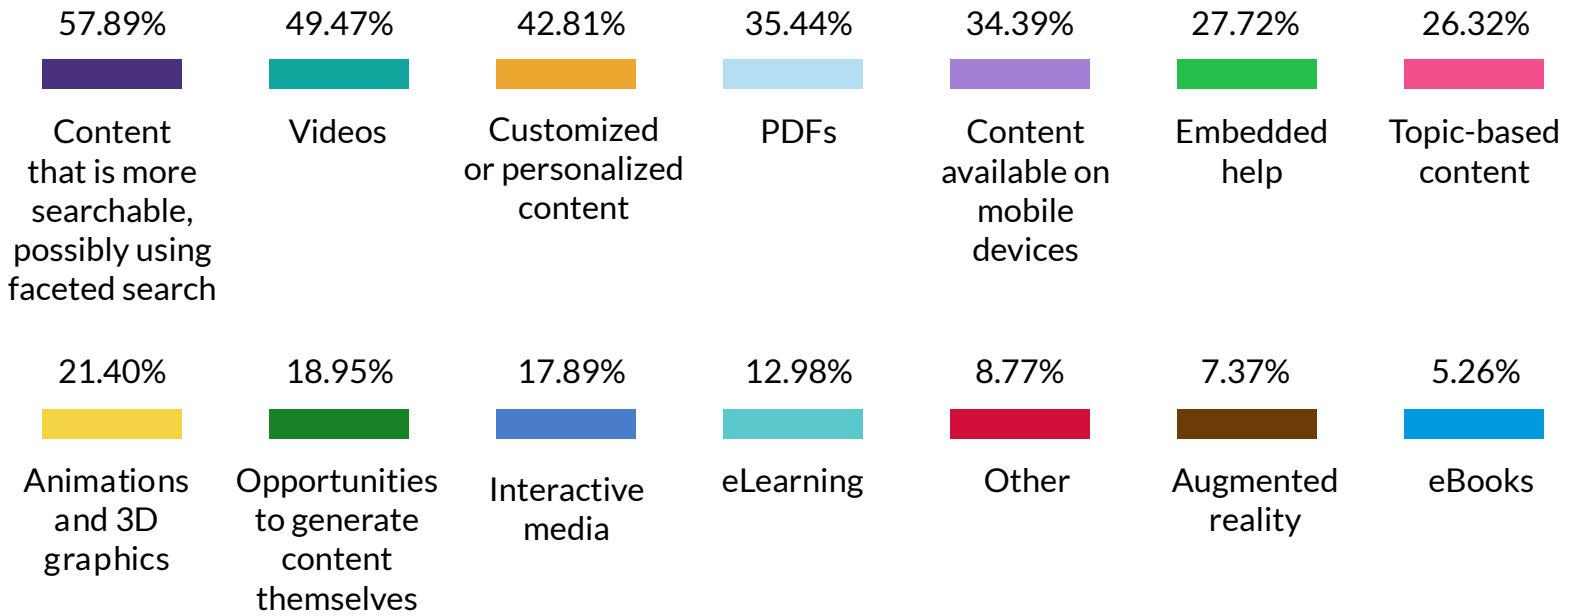 57.89% 49.47% 42.81% 35.44% 34.39% 27.72% 26.32%
Content
that is more
searchable,
possibly using
faceted search
Videos
Customized
or personalized
content
PDFs
Content
available on
mobile
devices
Embedded
help
Topic-based
content
21.40% 18.95% 17.89% 12.98% 8.77% 7.37% 5.26%
Animations
and 3D
graphics
Opportunities
to generate
content
themselves
Interactive
media
eLearning
Other
Augmented
reality
eBooks